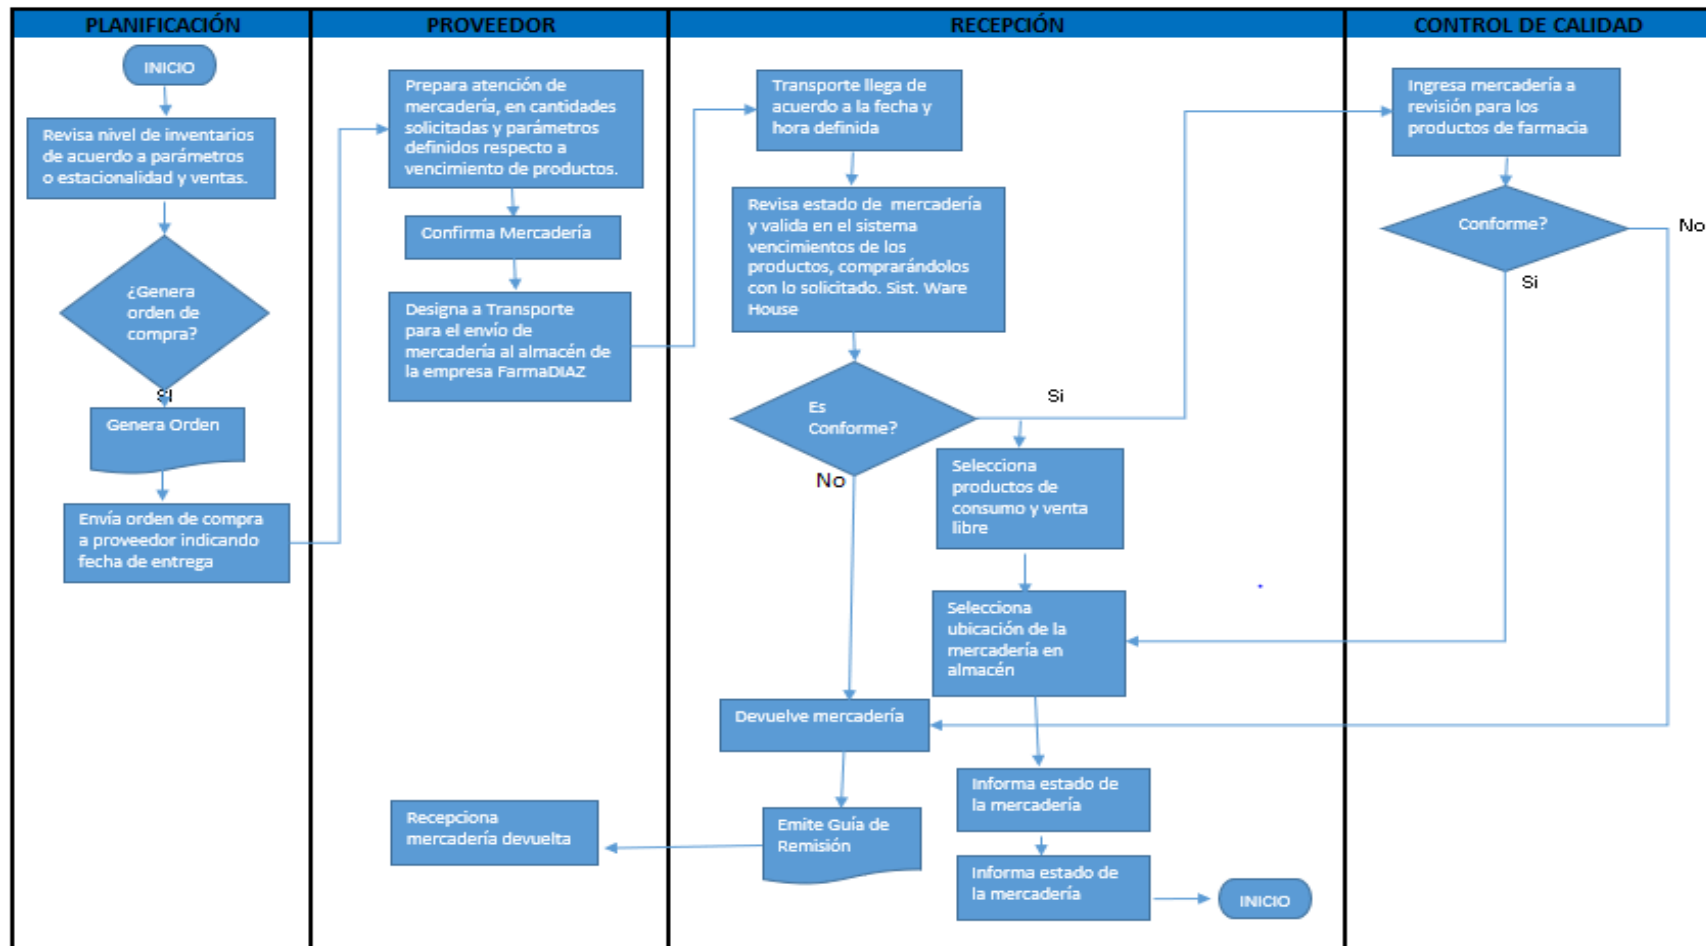 PLANIFICACIÓN
PROVEEDOR
RECEPCIÓN
CONTROL DE CALIDAD
INICIO
Revisa nivel de inventarios
de acuerdo a parámetros
o estacionalidad y ventas.
¿Genera
orden de
compra?
Si
Genera Orden
Envía orden de compra
a proveedor indicando
fecha de entrega
Prepara atención de
mercadería, en cantidades
solicitadas y parámetros
definidos respecto a
vencimiento de productos.
Confirma Mercadería
Designa a Transporte
para el envío de
mercadería al almacén de
la empresa FarmaDIAZ
Recepciona
mercadería devuelta
Transporte llega de
acuerdo a la fecha y
hora definida
Revisa estado de mercadería
y valida en el sistema
vencimientos de los
productos, comprarándolos
con lo solicitado. Sist. Ware
House
Es
Conforme?
Si
No
Selecciona
productos de
consumo y venta
libre
Selecciona
ubicación de la
mercadería en
almacén
Devuelve mercadería
Emite Guía de
Remisión
Informa estado de
la mercadería
Informa estado de
la mercadería
INICIO
Ingresa mercadería a
revisión para los
productos de farmacia
Conforme?
No
Si